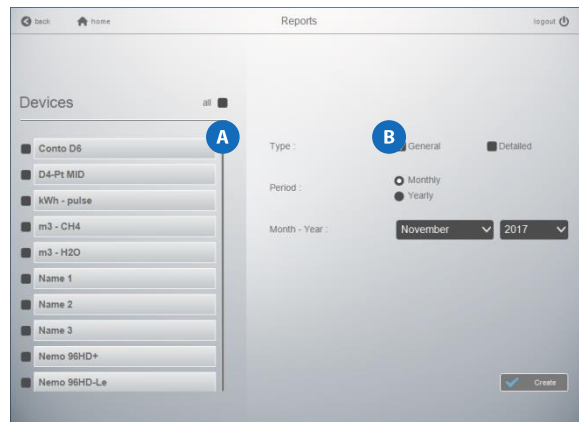 back home Reports logout
Devices all
A B
Conto D6 Type : General Detailed
D4-Pt MID
Period : Monthly
Yearly
kWh - pulse
m3 - CH4 Month - Year : November 2017
m3 - H2O
Name 1
Name 2
Name 3
Nemo 96HD+
Nemo 96HD-Le Create